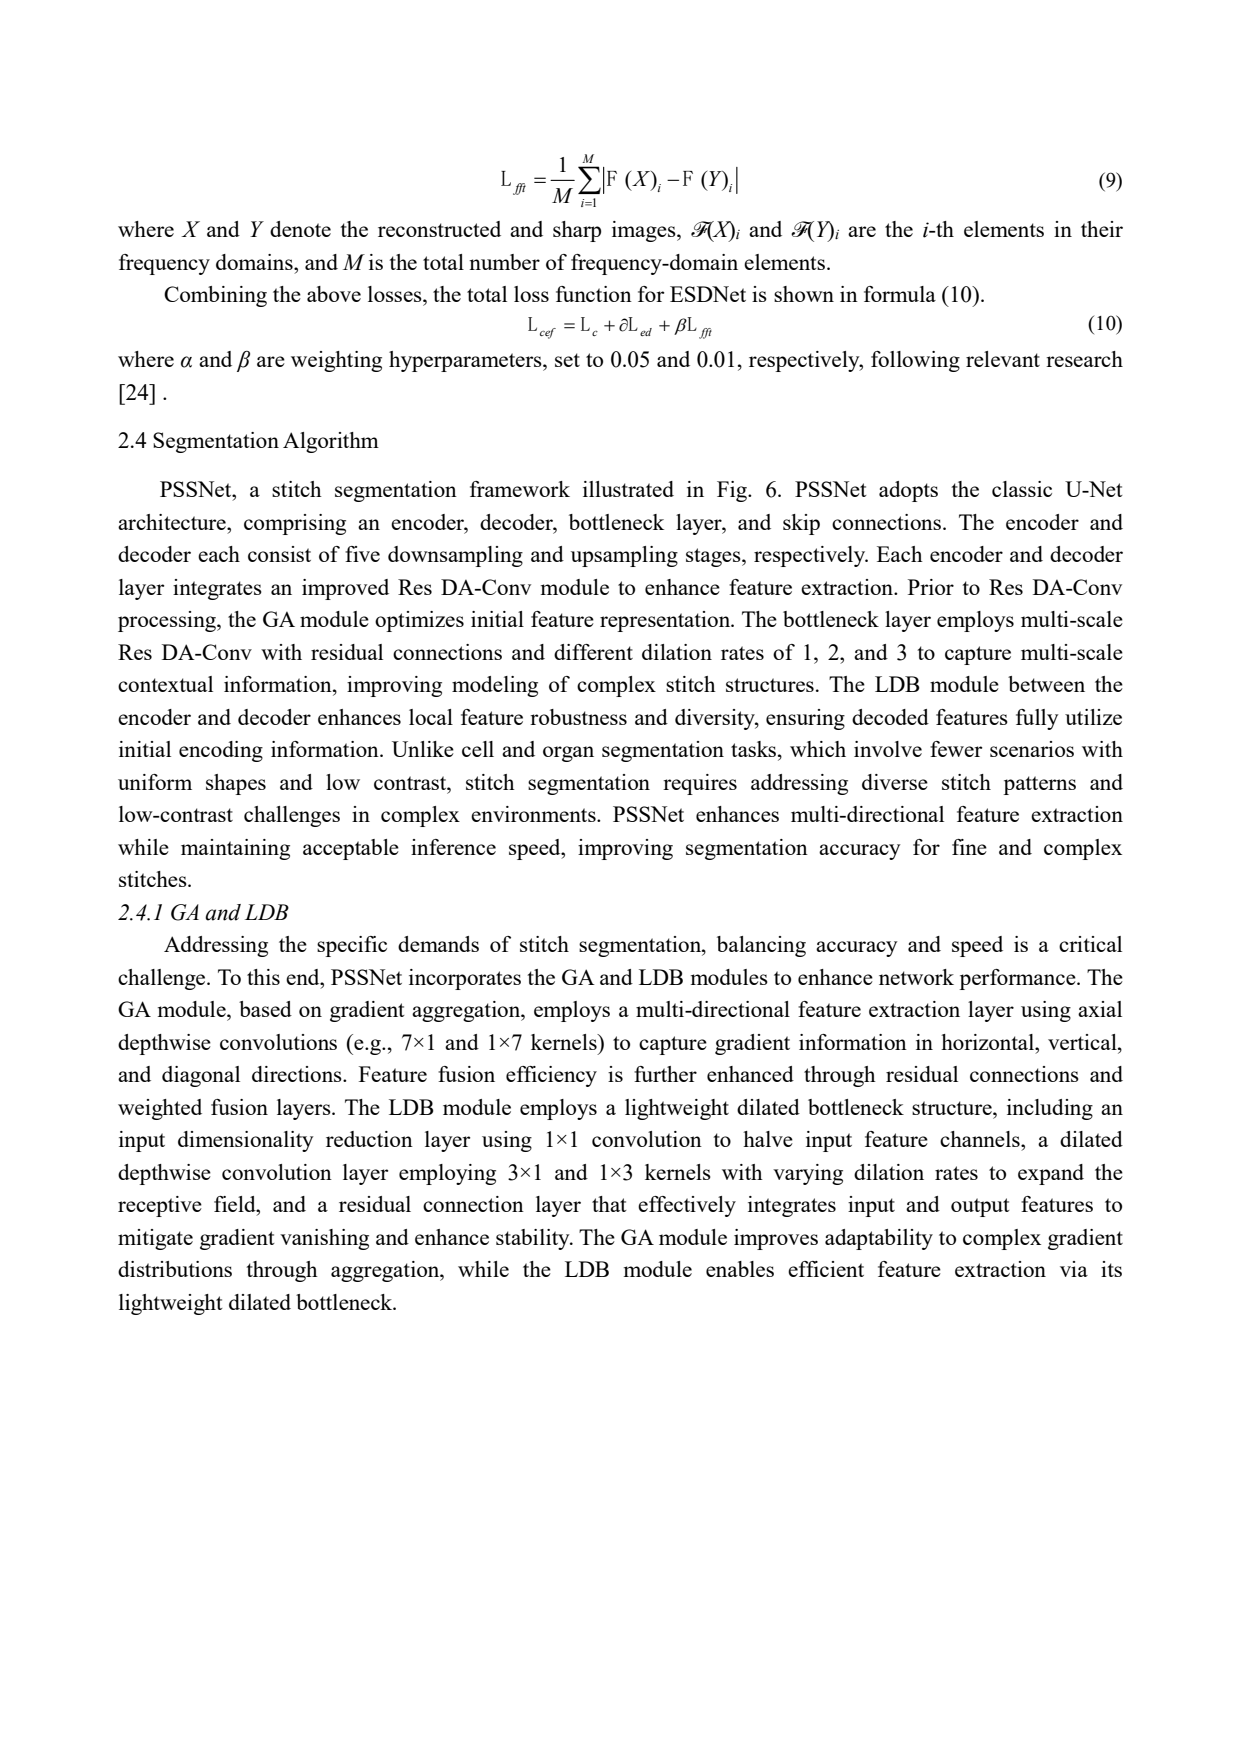 L_fft = 1/M ∑_{i=1}^{M} |F (X)_i − F (Y)_i| (9)
where X and Y denote the reconstructed and sharp images, ℱ(X)i and ℱ(Y)i are the i-th elements in their
frequency domains, and M is the total number of frequency-domain elements.
Combining the above losses, the total loss function for ESDNet is shown in formula (10).
L_cef = L_c + ∂L_ed + βL_fft (10)
where α and β are weighting hyperparameters, set to 0.05 and 0.01, respectively, following relevant research
[24] .
2.4 Segmentation Algorithm
PSSNet, a stitch segmentation framework illustrated in Fig. 6. PSSNet adopts the classic U-Net
architecture, comprising an encoder, decoder, bottleneck layer, and skip connections. The encoder and
decoder each consist of five downsampling and upsampling stages, respectively. Each encoder and decoder
layer integrates an improved Res DA-Conv module to enhance feature extraction. Prior to Res DA-Conv
processing, the GA module optimizes initial feature representation. The bottleneck layer employs multi-scale
Res DA-Conv with residual connections and different dilation rates of 1, 2, and 3 to capture multi-scale
contextual information, improving modeling of complex stitch structures. The LDB module between the
encoder and decoder enhances local feature robustness and diversity, ensuring decoded features fully utilize
initial encoding information. Unlike cell and organ segmentation tasks, which involve fewer scenarios with
uniform shapes and low contrast, stitch segmentation requires addressing diverse stitch patterns and
low-contrast challenges in complex environments. PSSNet enhances multi-directional feature extraction
while maintaining acceptable inference speed, improving segmentation accuracy for fine and complex
stitches.
2.4.1 GA and LDB
Addressing the specific demands of stitch segmentation, balancing accuracy and speed is a critical
challenge. To this end, PSSNet incorporates the GA and LDB modules to enhance network performance. The
GA module, based on gradient aggregation, employs a multi-directional feature extraction layer using axial
depthwise convolutions (e.g., 7×1 and 1×7 kernels) to capture gradient information in horizontal, vertical,
and diagonal directions. Feature fusion efficiency is further enhanced through residual connections and
weighted fusion layers. The LDB module employs a lightweight dilated bottleneck structure, including an
input dimensionality reduction layer using 1×1 convolution to halve input feature channels, a dilated
depthwise convolution layer employing 3×1 and 1×3 kernels with varying dilation rates to expand the
receptive field, and a residual connection layer that effectively integrates input and output features to
mitigate gradient vanishing and enhance stability. The GA module improves adaptability to complex gradient
distributions through aggregation, while the LDB module enables efficient feature extraction via its
lightweight dilated bottleneck.